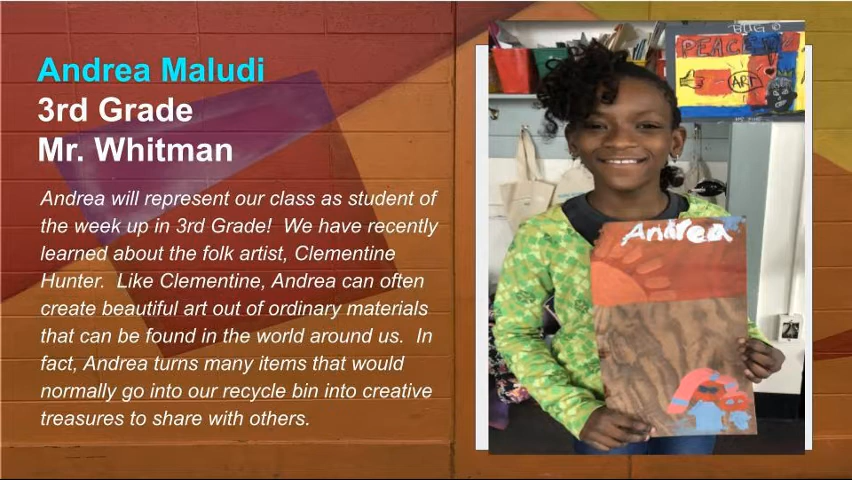 Andrea Maludi
3rd Grade
Mr. Whitman
Andrea will represent our class as student of
the week up in 3rd Grade!  We have recently
learned about the folk artist, Clementine
Hunter.  Like Clementine, Andrea can often
create beautiful art out of ordinary materials
that can be found in the world around us.  In
fact, Andrea turns many items that would
normally go into our recycle bin into creative
treasures to share with others.
PEACE
ART
Andrea